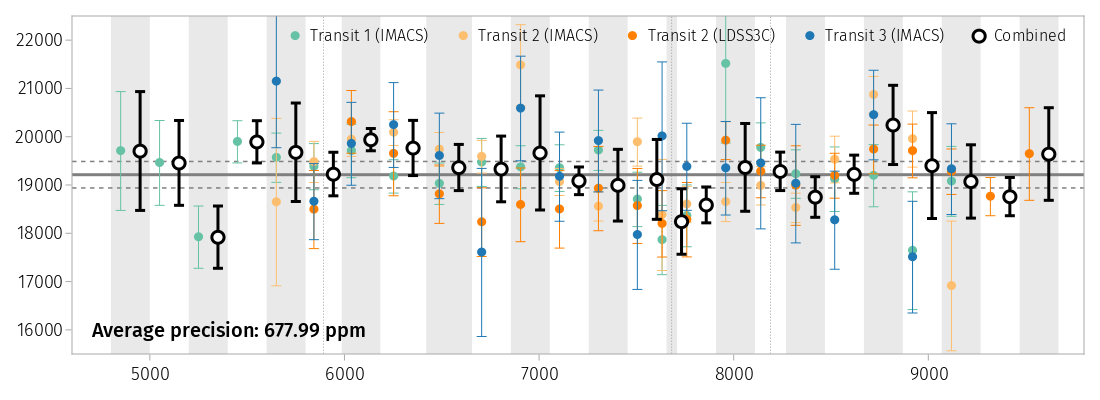 22000
21000
20000
19000
18000
17000
16000
Transit 1 (IMACS) Transit 2 (IMACS) Transit 2 (LDSS3C) Transit 3 (IMACS) Combined
Average precision: 677.99 ppm
5000 6000 7000 8000 9000